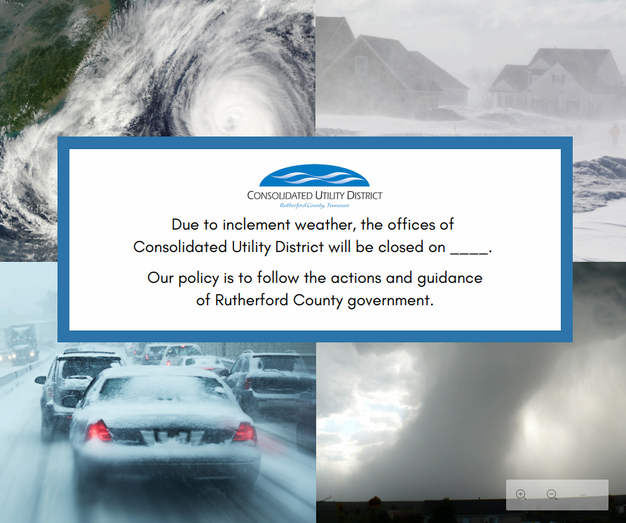 CONSOLIDATED UTILITY DISTRICT
Rutherford County, Tennessee
Due to inclement weather, the offices of
Consolidated Utility District will be closed on ____.
Our policy is to follow the actions and guidance
of Rutherford County government.